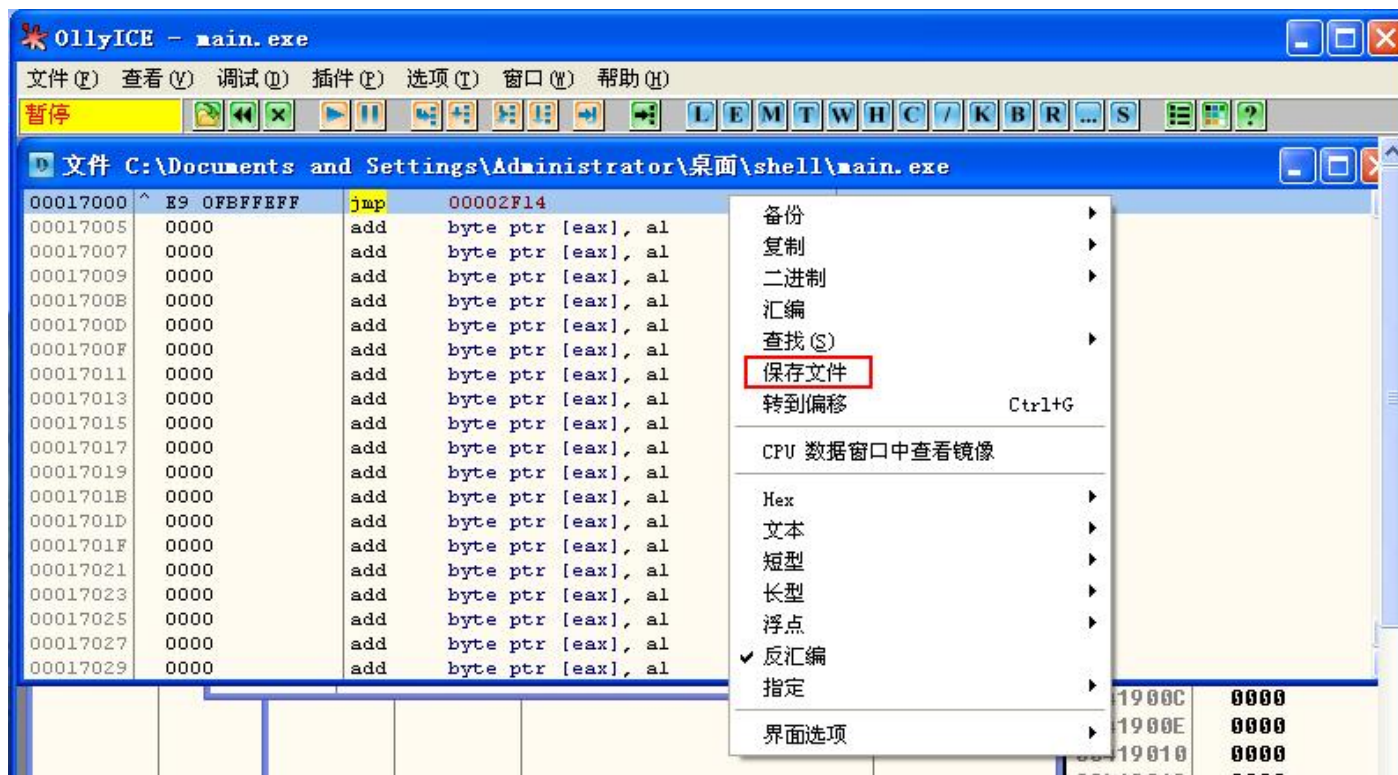 OllyICE - main.exe
文件(F) 查看(V) 调试(D) 插件(P) 选项(T) 窗口(W) 帮助(H)
暂停 L E M T W H C / K B R ... S ?
D 文件 C:\Documents and Settings\Administrator\桌面\shell\main.exe
00017000 ^ E9 0FBFFEFF jmp 00002F14
00017005 0000 add byte ptr [eax], al
00017007 0000 add byte ptr [eax], al
00017009 0000 add byte ptr [eax], al
0001700B 0000 add byte ptr [eax], al
0001700D 0000 add byte ptr [eax], al
0001700F 0000 add byte ptr [eax], al
00017011 0000 add byte ptr [eax], al
00017013 0000 add byte ptr [eax], al
00017015 0000 add byte ptr [eax], al
00017017 0000 add byte ptr [eax], al
00017019 0000 add byte ptr [eax], al
0001701B 0000 add byte ptr [eax], al
0001701D 0000 add byte ptr [eax], al
0001701F 0000 add byte ptr [eax], al
00017021 0000 add byte ptr [eax], al
00017023 0000 add byte ptr [eax], al
00017025 0000 add byte ptr [eax], al
00017027 0000 add byte ptr [eax], al
00017029 0000 add byte ptr [eax], al
备份
复制
二进制
汇编
查找(S)
保存文件
转到偏移 Ctrl+G
CPU 数据窗口中查看镜像
Hex
文本
短型
长型
浮点
✔ 反汇编
指定
界面选项
1900C 0000
1900E 0000
00419010 0000